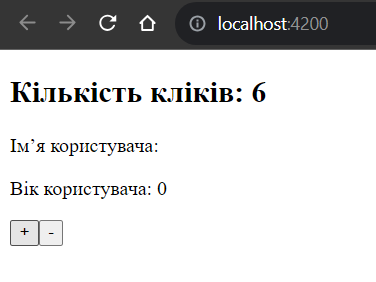 localhost:4200
Кількість кліків: 6
Ім’я користувача:
Вік користувача: 0
+ -